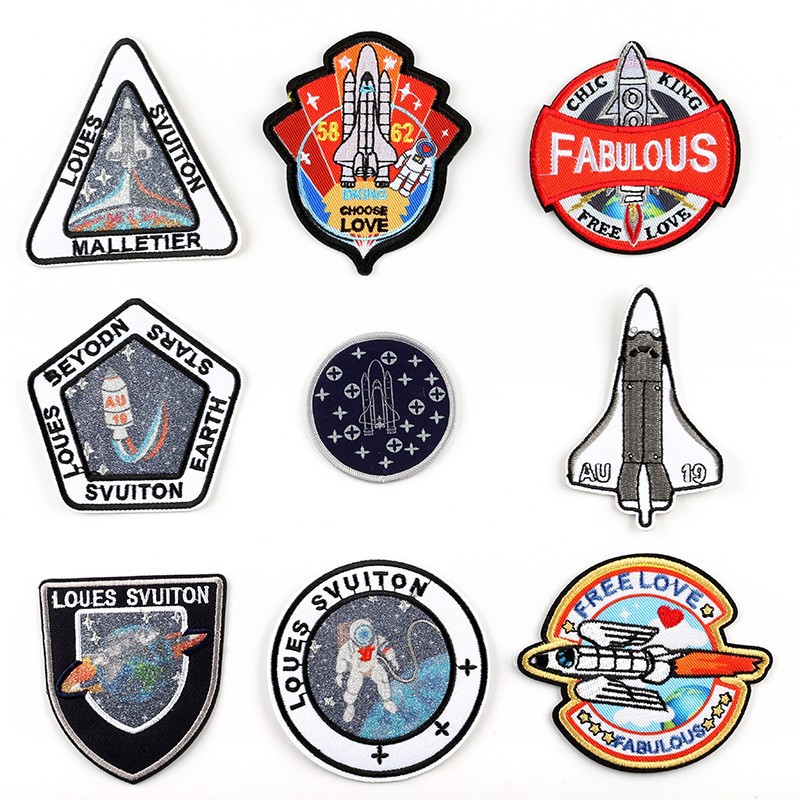 LOUES SVUITON
MALLETIER
58 62
CHOOSE
LOVE
CHIC KING
FABULOUS
FREE LOVE
LOUES BEYODN STARS EARTH
SVUITON
AU
19
AU 19
LOUES SVUITON
LOUES SVUITON
FREE LOVE
FABULOUS